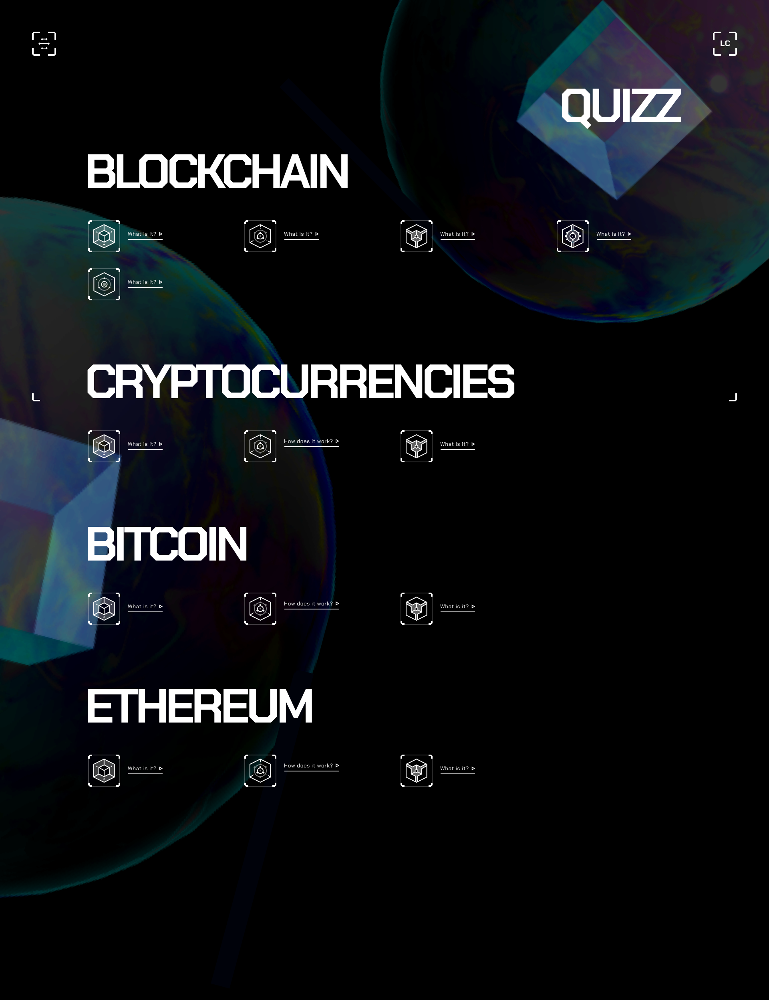 LC
QUIZZ
BLOCKCHAIN
What is it?
What is it?
What is it?
What is it?
What is it?
CRYPTOCURRENCIES
What is it?
How does it work?
What is it?
BITCOIN
What is it?
How does it work?
What is it?
ETHEREUM
What is it?
How does it work?
What is it?